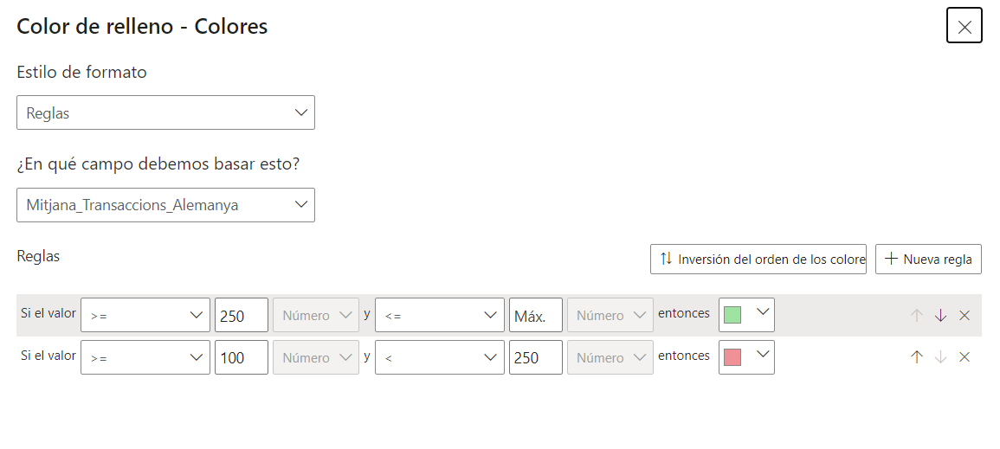 Color de relleno - Colores
Estilo de formato
Reglas
¿En qué campo debemos basar esto?
Mitjana_Transaccions_Alemanya
Reglas
Inversión del orden de los colore
Nueva regla
Si el valor >= 250 Número y <= Máx. Número entonces
Si el valor >= 100 Número y < 250 Número entonces